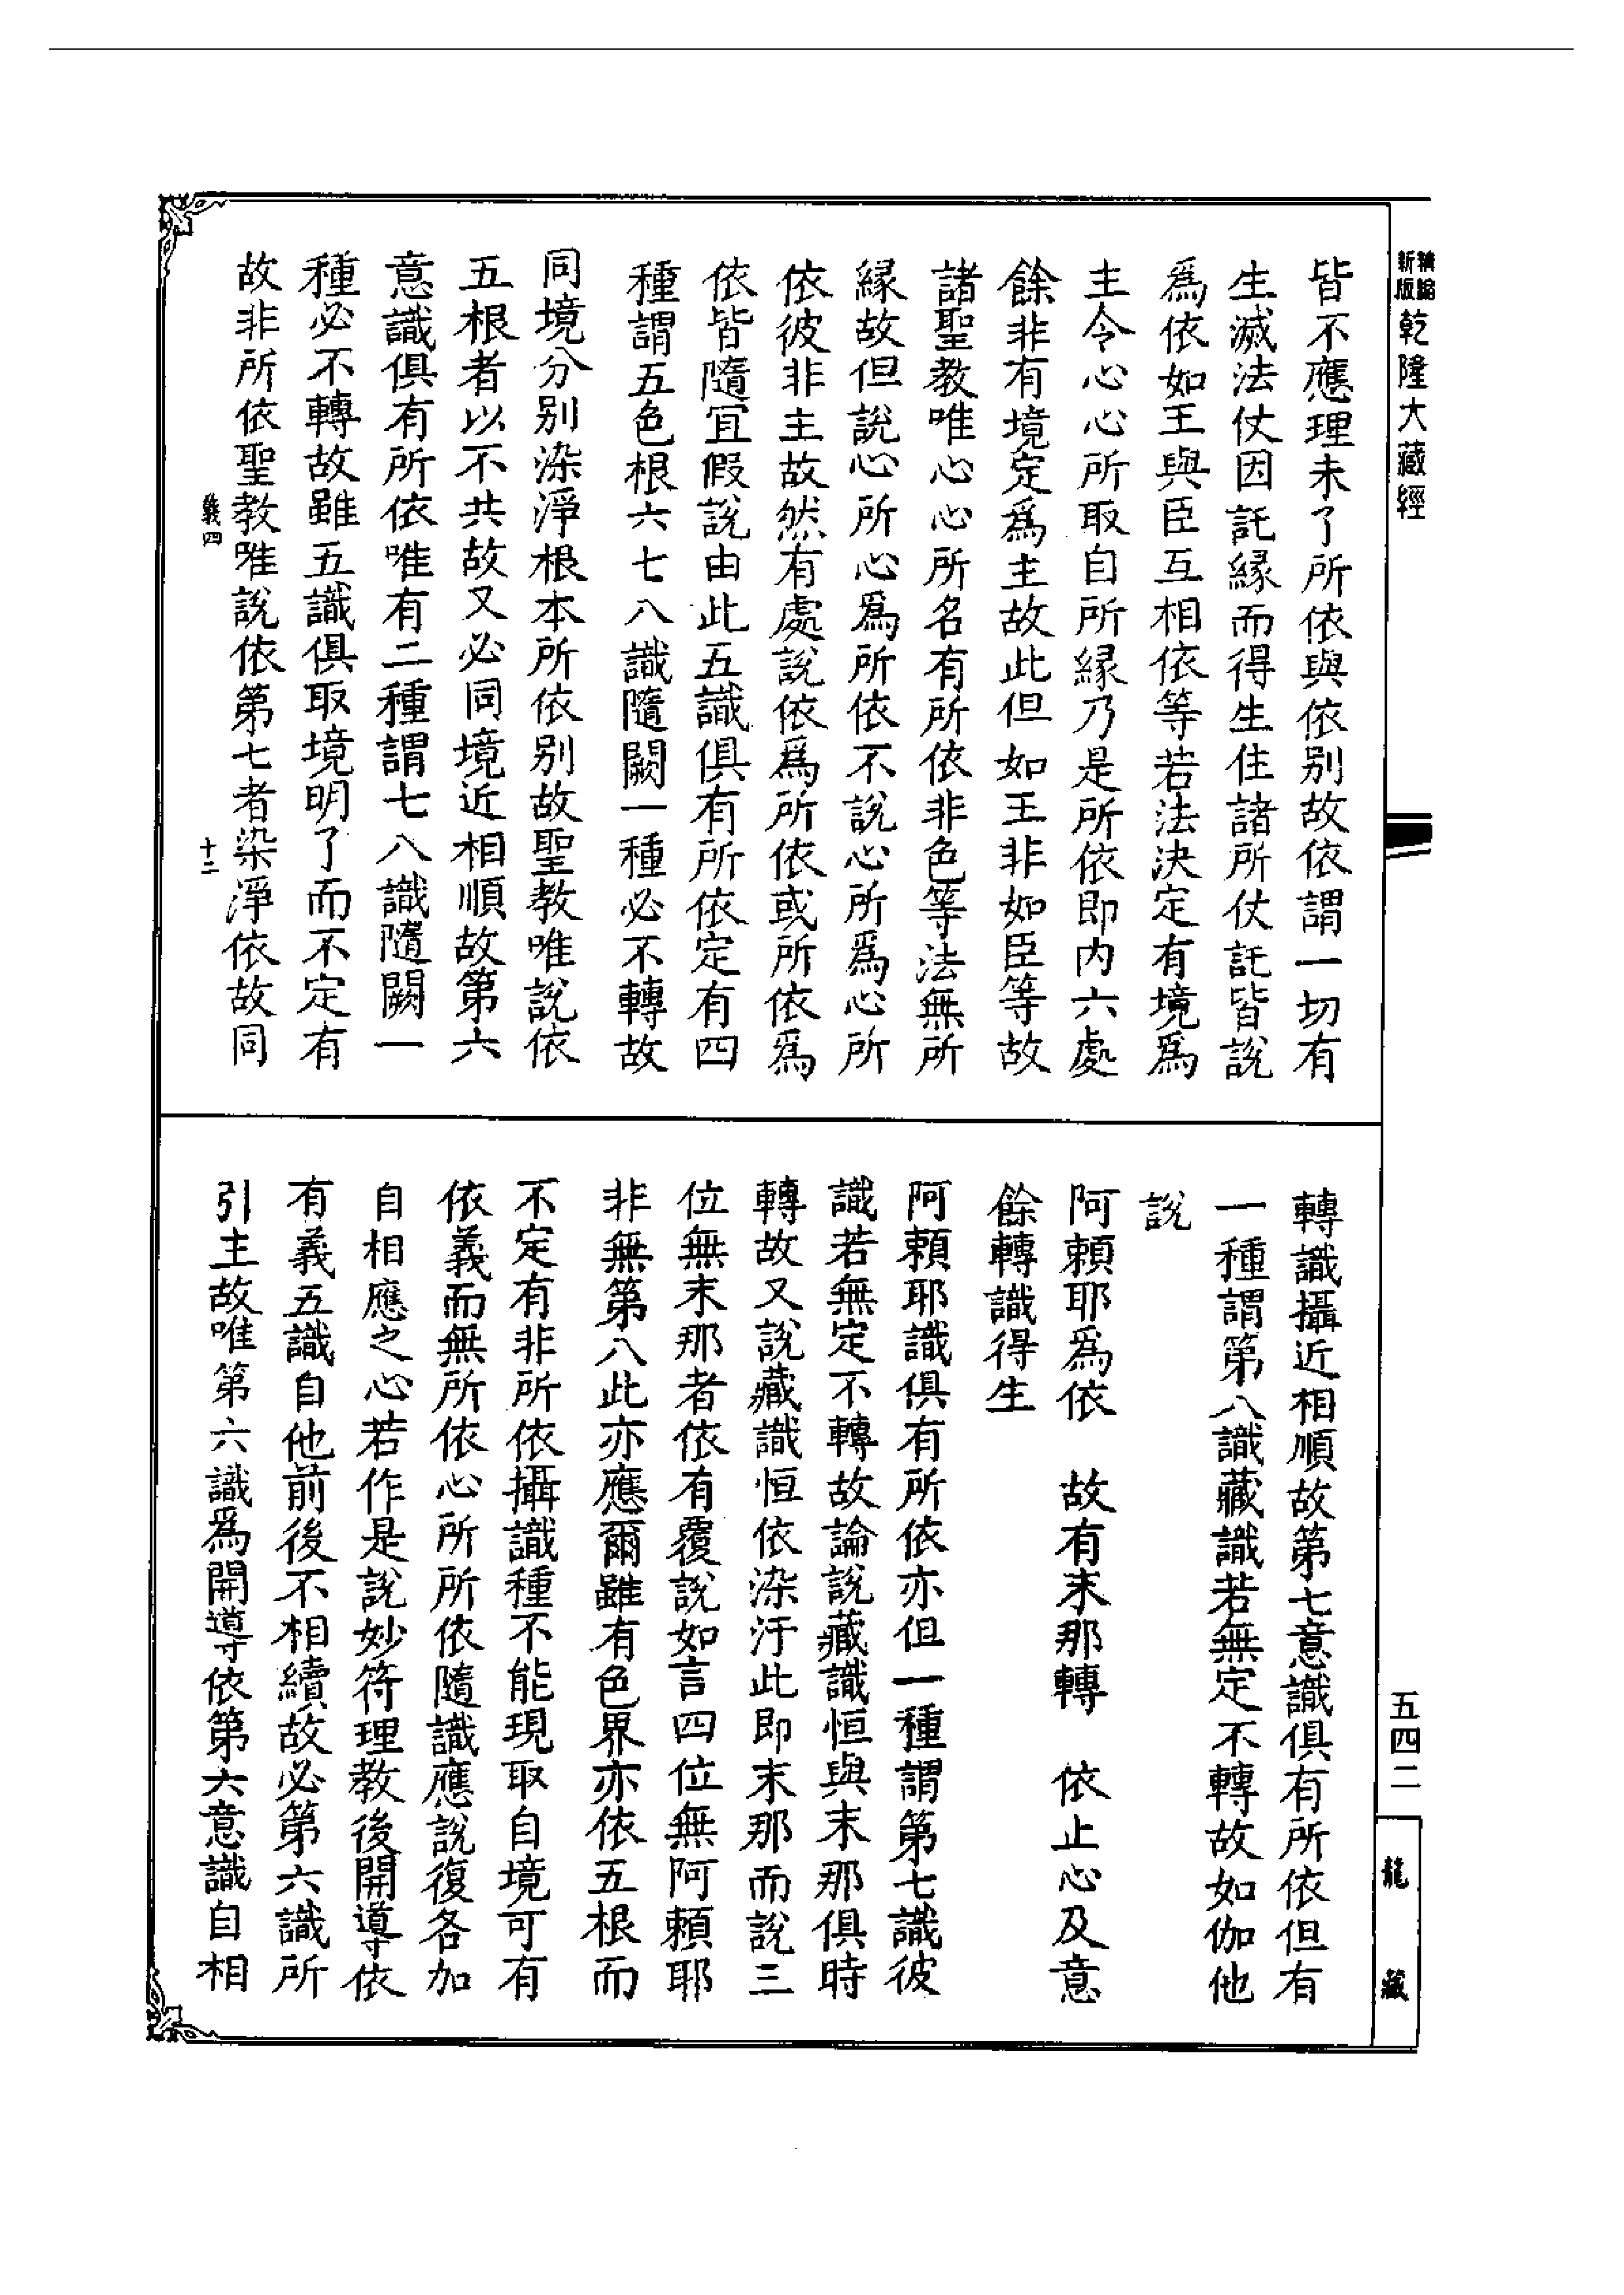 精縮新版乾隆大藏經
皆不應理未了所依與依別故依謂一切有
生滅法仗因託緣而得生住諸所仗託皆說
爲依如王與臣互相依等若法決定有境爲
主令心心所取自所緣乃是所依即內六處
餘非有境定爲主故此但如王非如臣等故
諸聖教唯心心所名有所依非色等法無所
緣故但說心所心爲所依不說心所爲心所
依彼非主故然有處說依爲所依或所依爲
依皆隨宜假說由此五識俱有所依定有四
種謂五色根六七八識隨闕一種必不轉故
同境分別染淨根本所依別故聖教唯說依
五根者以不共故又必同境近相順故第六
意識俱有所依唯有二種謂七八識隨闕一
種必不轉故雖五識俱取境明了而不定有
故非所依聖教唯說依第七者染淨依故同
義四 十二
轉識攝近相順故第七意識俱有所依但有
一種謂第八識藏識若無定不轉故如伽他
說
阿賴耶爲依 故有末那轉 依止心及意
餘轉識得生
阿賴耶識俱有所依亦但一種謂第七識彼
識若無定不轉故論說藏識恒與末那俱時
轉故又說藏識恒依染汙此即末那而說三
位無末那者依有覆說如言四位無阿賴耶
非無第八此亦應爾雖有色界亦依五根而
不定有非所依攝識種不能現取自境可有
依義而無所依心所所依隨識應說復各加
自相應之心若作是說妙符理教後開導依
有義五識自他前後不相續故必第六識所
引主故唯第六識爲開導依第六意識自相
五四二
龍藏